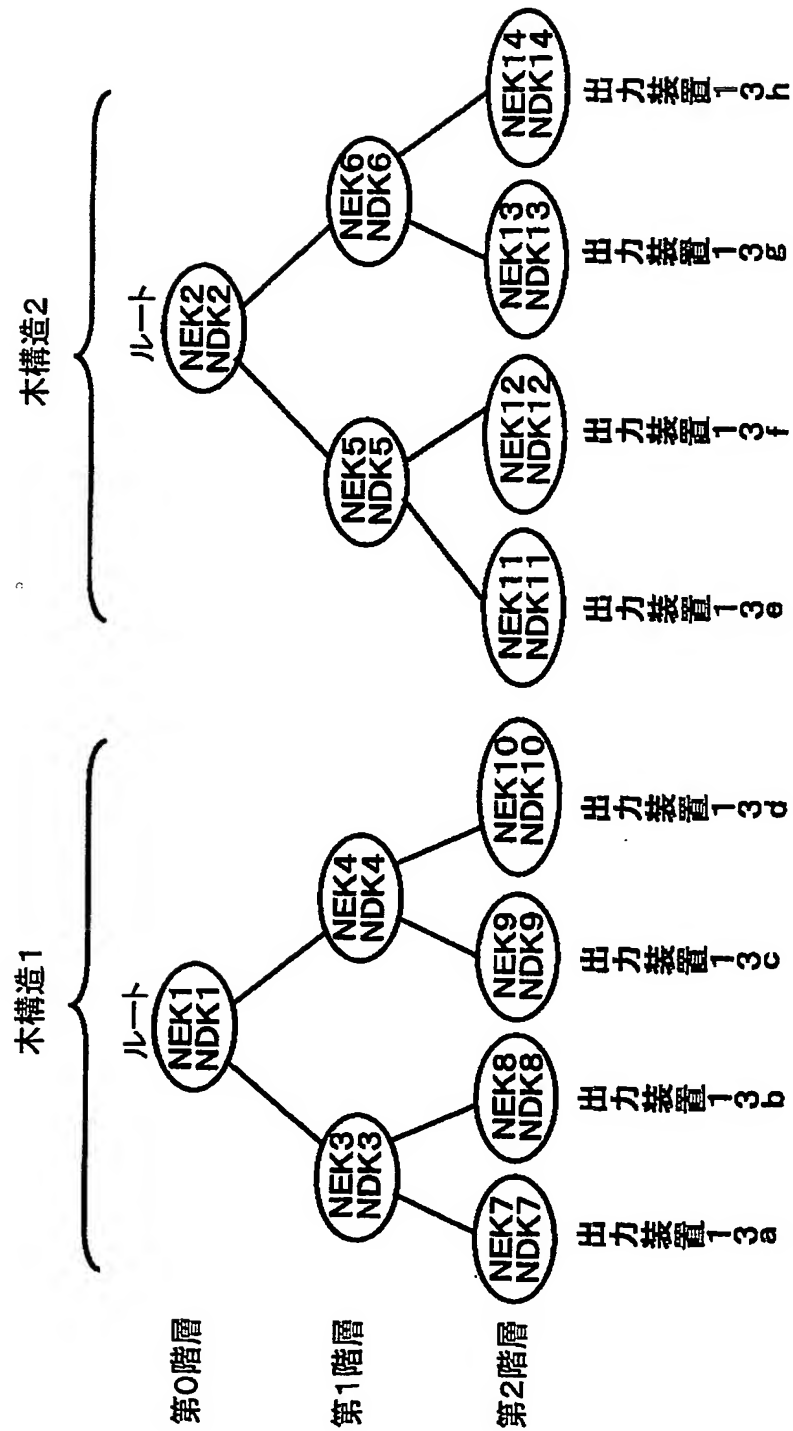 木構造1
木構造2
第0階層
ルート
NEK1
NDK1
ルート
NEK2
NDK2
第1階層
NEK3
NDK3
NEK4
NDK4
NEK5
NDK5
NEK6
NDK6
第2階層
NEK7
NDK7
NEK8
NDK8
NEK9
NDK9
NEK10
NDK10
NEK11
NDK11
NEK12
NDK12
NEK13
NDK13
NEK14
NDK14
出力装置13a
出力装置13b
出力装置13c
出力装置13d
出力装置13e
出力装置13f
出力装置13g
出力装置13h